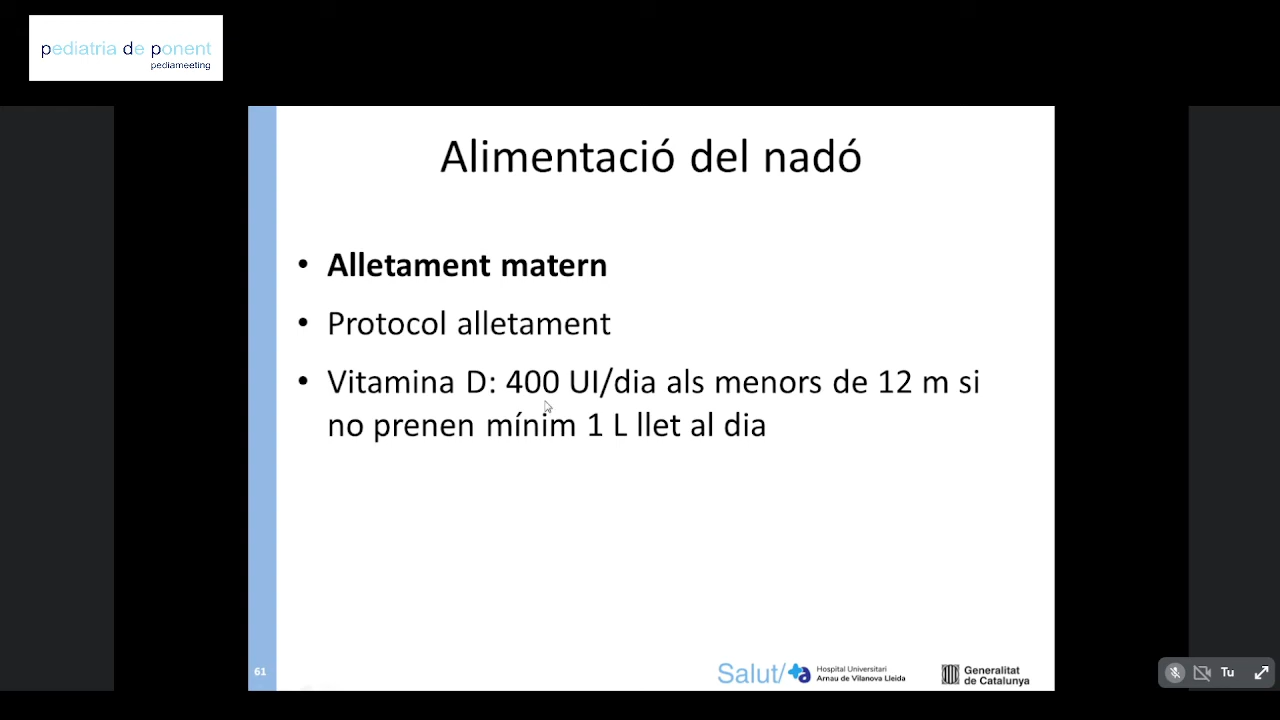 pediatria de ponent
pediameeting
Alimentació del nadó
• Alletament matern
• Protocol alletament
• Vitamina D: 400 UI/dia als menors de 12 m si
no prenen mínim 1 L llet al dia
61
Salut/
Hospital Universitari
Arnau de Vilanova Lleida
Generalitat
de Catalunya
Tu